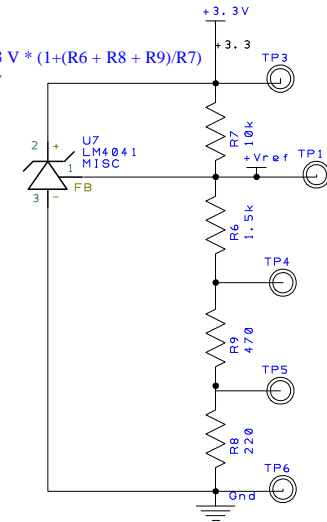 +3.3V
+3.3
V * (1+(R6 + R8 + R9)/R7)
TP3
R7
10k
2
+
U7
LM4041
MISC
1
FB
3
-
+Vref
TP1
R6
1.5k
TP4
R9
470
TP5
R8
220
TP6
Gnd